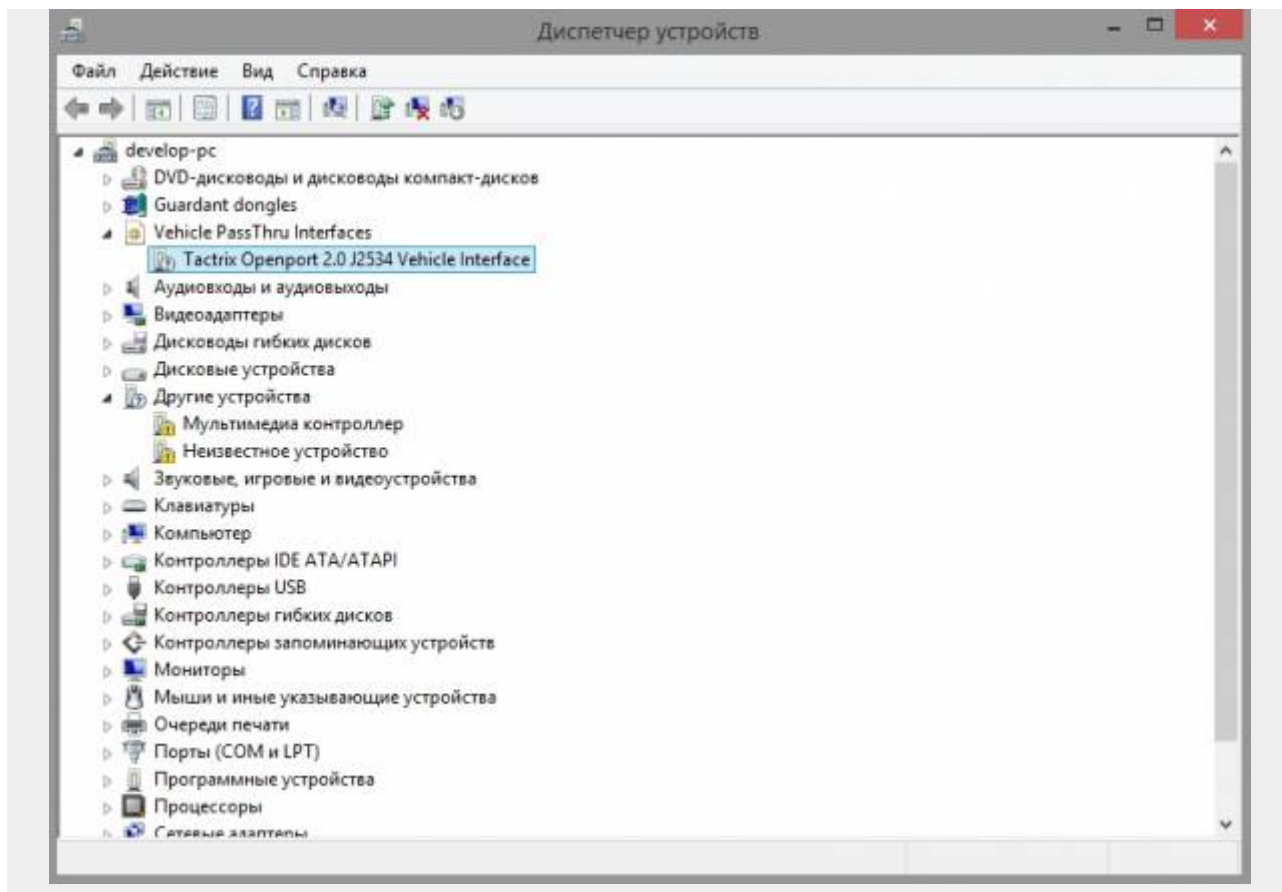 Диспетчер устройств
Файл Действие Вид Справка
develop-pc
DVD-дисководы и дисководы компакт-дисков
Guardant dongles
Vehicle PassThru Interfaces
Tactrix Openport 2.0 J2534 Vehicle Interface
Аудиовходы и аудиовыходы
Видеоадаптеры
Дисководы гибких дисков
Дисковые устройства
Другие устройства
Мультимедиа контроллер
Неизвестное устройство
Звуковые, игровые и видеоустройства
Клавиатуры
Компьютер
Контроллеры IDE ATA/ATAPI
Контроллеры USB
Контроллеры гибких дисков
Контроллеры запоминающих устройств
Мониторы
Мыши и иные указывающие устройства
Очереди печати
Порты (COM и LPT)
Программные устройства
Процессоры
Сетевые адаптеры